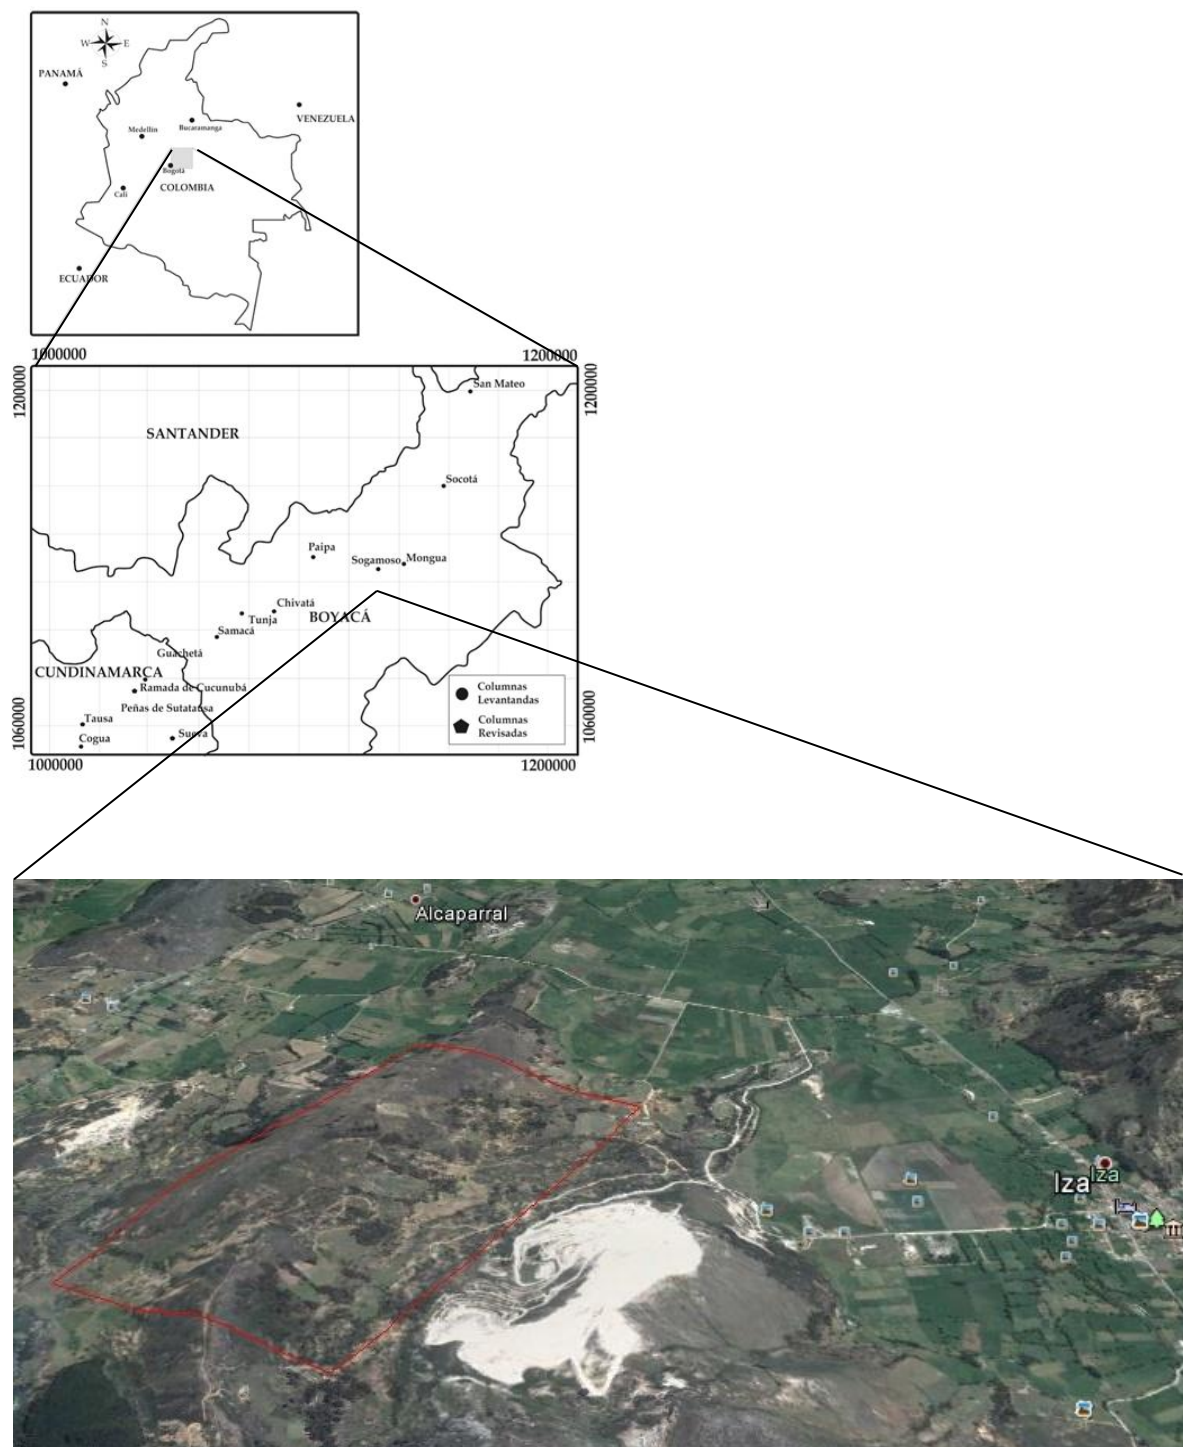 N
W
E
S
PANAMÁ
VENEZUELA
Medellín
Bucaramanga
Bogotá
Cali
COLOMBIA
ECUADOR
1000000
1200000
1200000
1200000
San Mateo
SANTANDER
Socotá
Paipa
Sogamoso
Mongua
Chivatá
Tunja
BOYACÁ
Samacá
Guachetá
CUNDINAMARCA
Ramada de Cucunubá
Peñas de Sutatausa
Tausa
Sueva
Cogua
Columnas
Levantandas
Columnas
Revisadas
1060000
1060000
1000000
1200000
Alcaparral
Iza
Iza